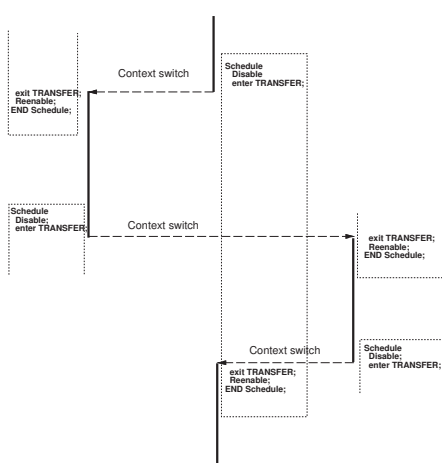 Schedule
Disable
enter TRANSFER;
Context switch
exit TRANSFER;
Reenable;
END Schedule;
Schedule
Disable;
enter TRANSFER;
Context switch
exit TRANSFER;
Reenable;
END Schedule;
Schedule
Disable;
enter TRANSFER;
Context switch
exit TRANSFER;
Reenable;
END Schedule;